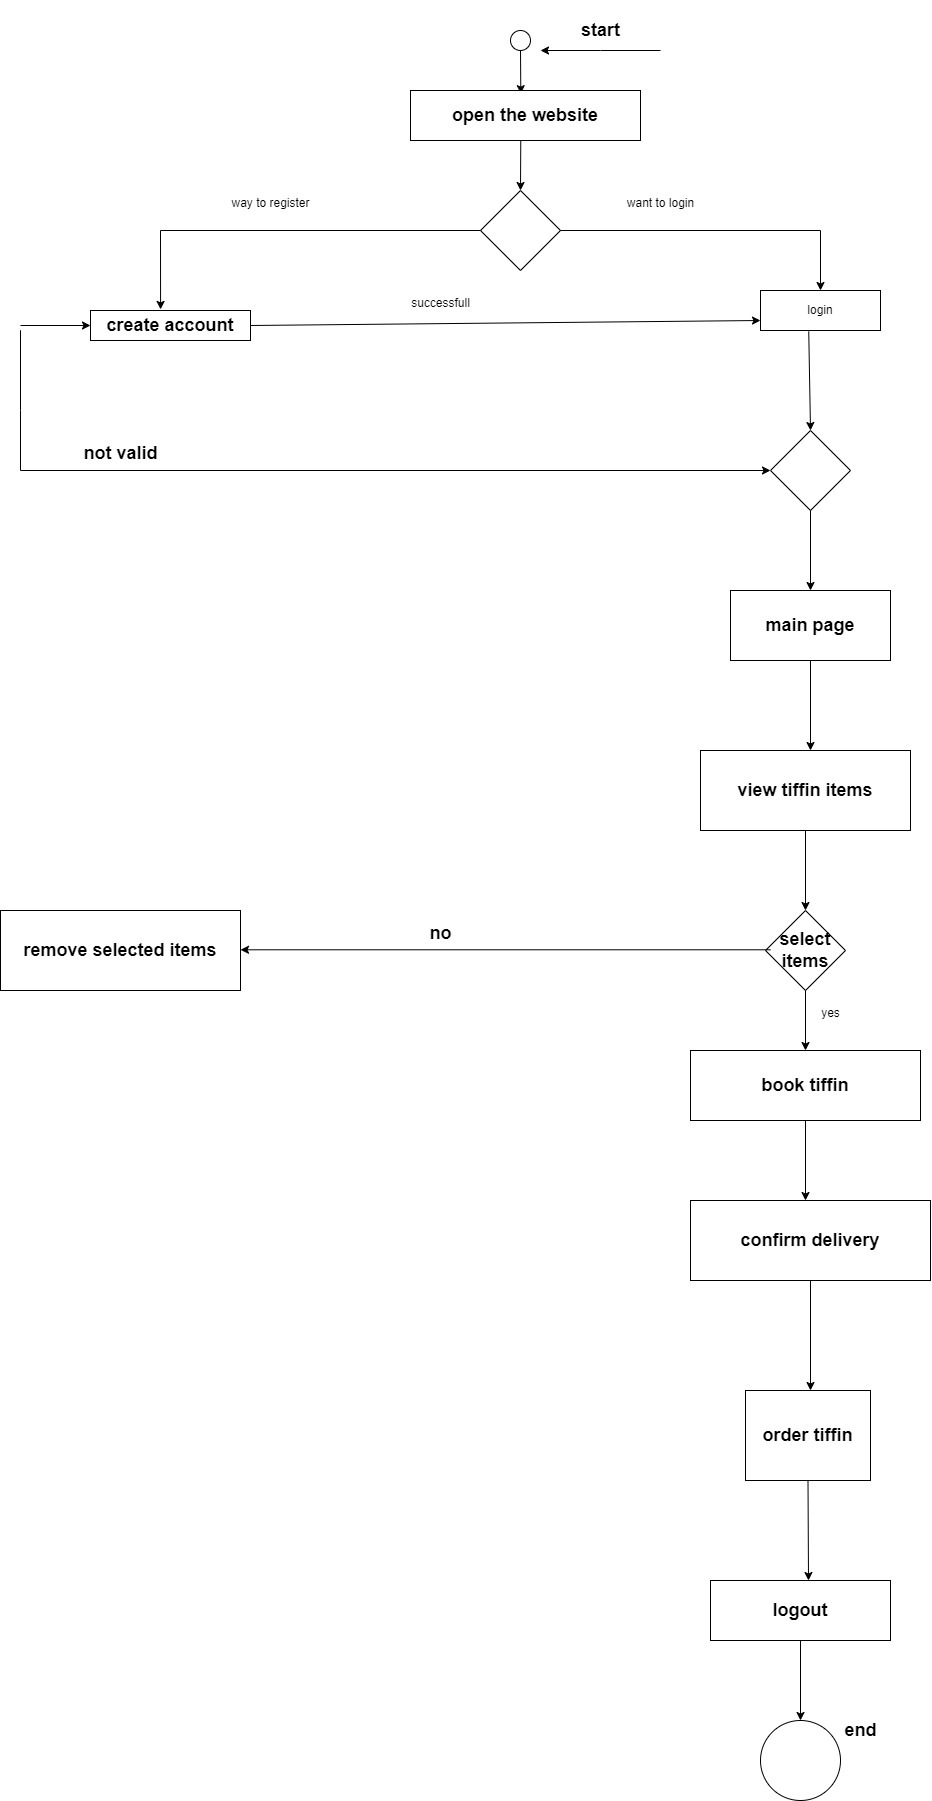 start
open the website
way to register
want to login
successfull
create account
login
not valid
main page
view tiffin items
no
select
items
remove selected items
yes
book tiffin
confirm delivery
order tiffin
logout
end